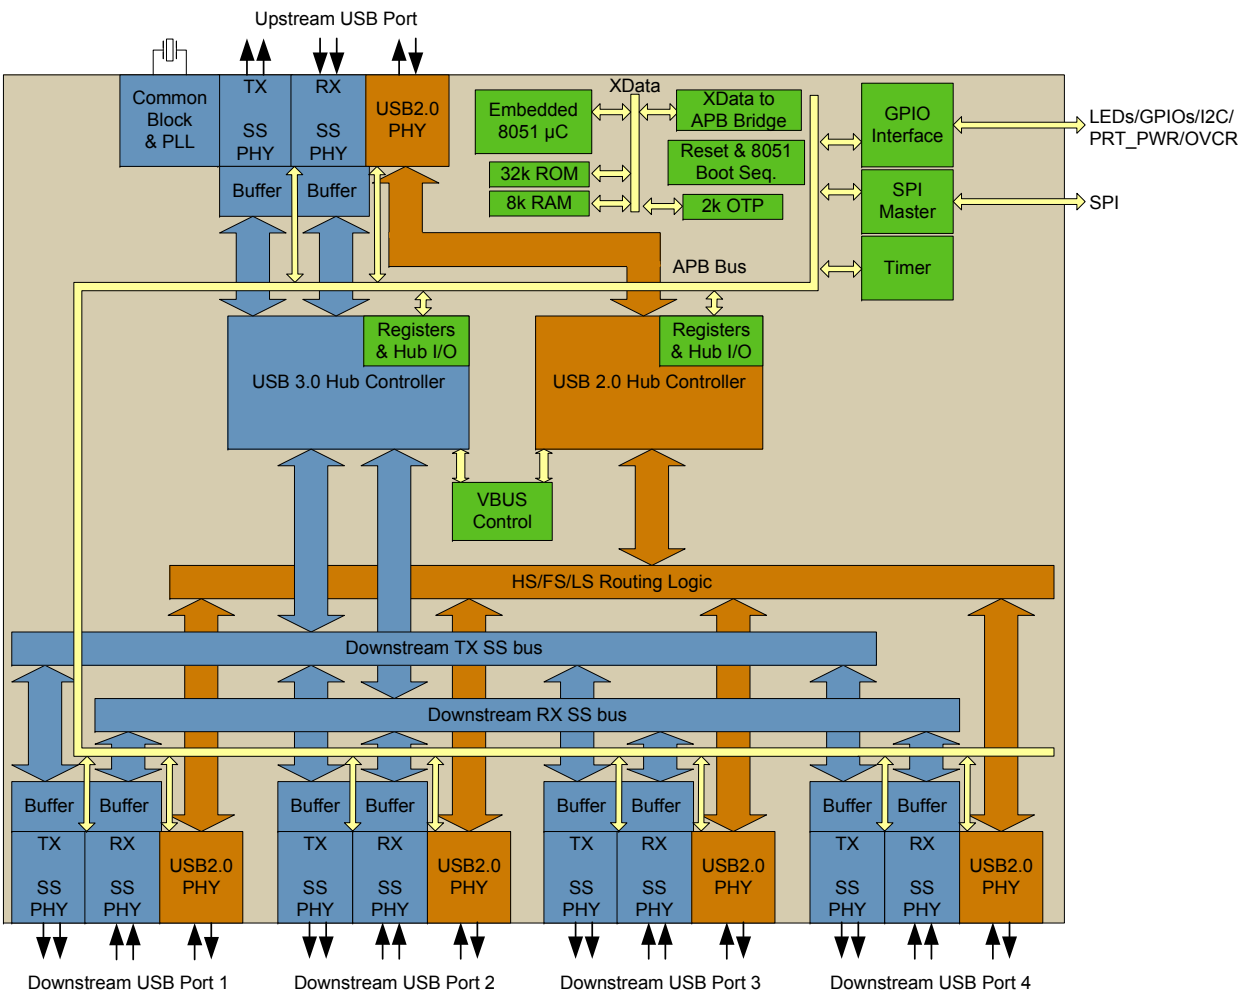 Upstream USB Port
Common
Block
& PLL
TX
SS
PHY
RX
SS
PHY
USB2.0
PHY
Buffer
Buffer
XData
Embedded
8051 µC
XData to
APB Bridge
Reset & 8051
Boot Seq.
32k ROM
8k RAM
2k OTP
GPIO
Interface
SPI
Master
Timer
LEDs/GPIOs/I2C/
PRT_PWR/OVCR
SPI
APB Bus
Registers
& Hub I/O
USB 3.0 Hub Controller
Registers
& Hub I/O
USB 2.0 Hub Controller
VBUS
Control
HS/FS/LS Routing Logic
Downstream TX SS bus
Downstream RX SS bus
Buffer
Buffer
TX
SS
PHY
RX
SS
PHY
USB2.0
PHY
Buffer
Buffer
TX
SS
PHY
RX
SS
PHY
USB2.0
PHY
Buffer
Buffer
TX
SS
PHY
RX
SS
PHY
USB2.0
PHY
Buffer
Buffer
TX
SS
PHY
RX
SS
PHY
USB2.0
PHY
Downstream USB Port 1
Downstream USB Port 2
Downstream USB Port 3
Downstream USB Port 4